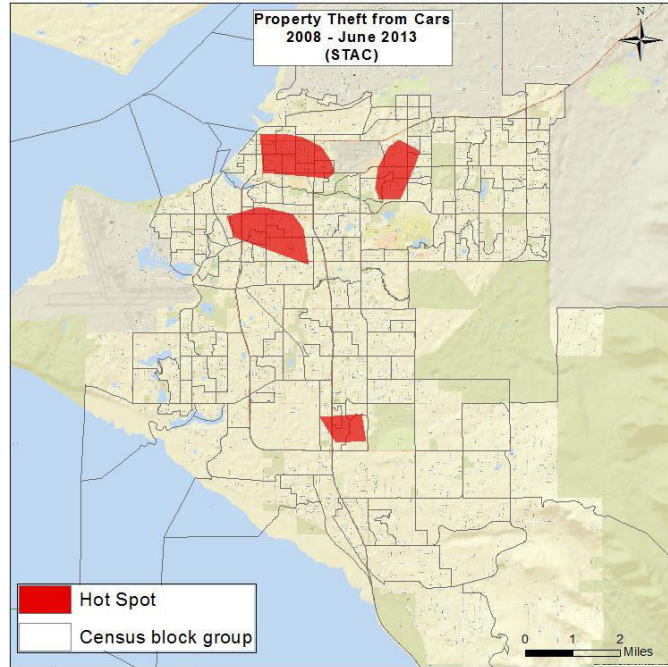 Property Theft from Cars
2008 - June 2013
(STAC)
N
Hot Spot
Census block group
0 1 2
Miles